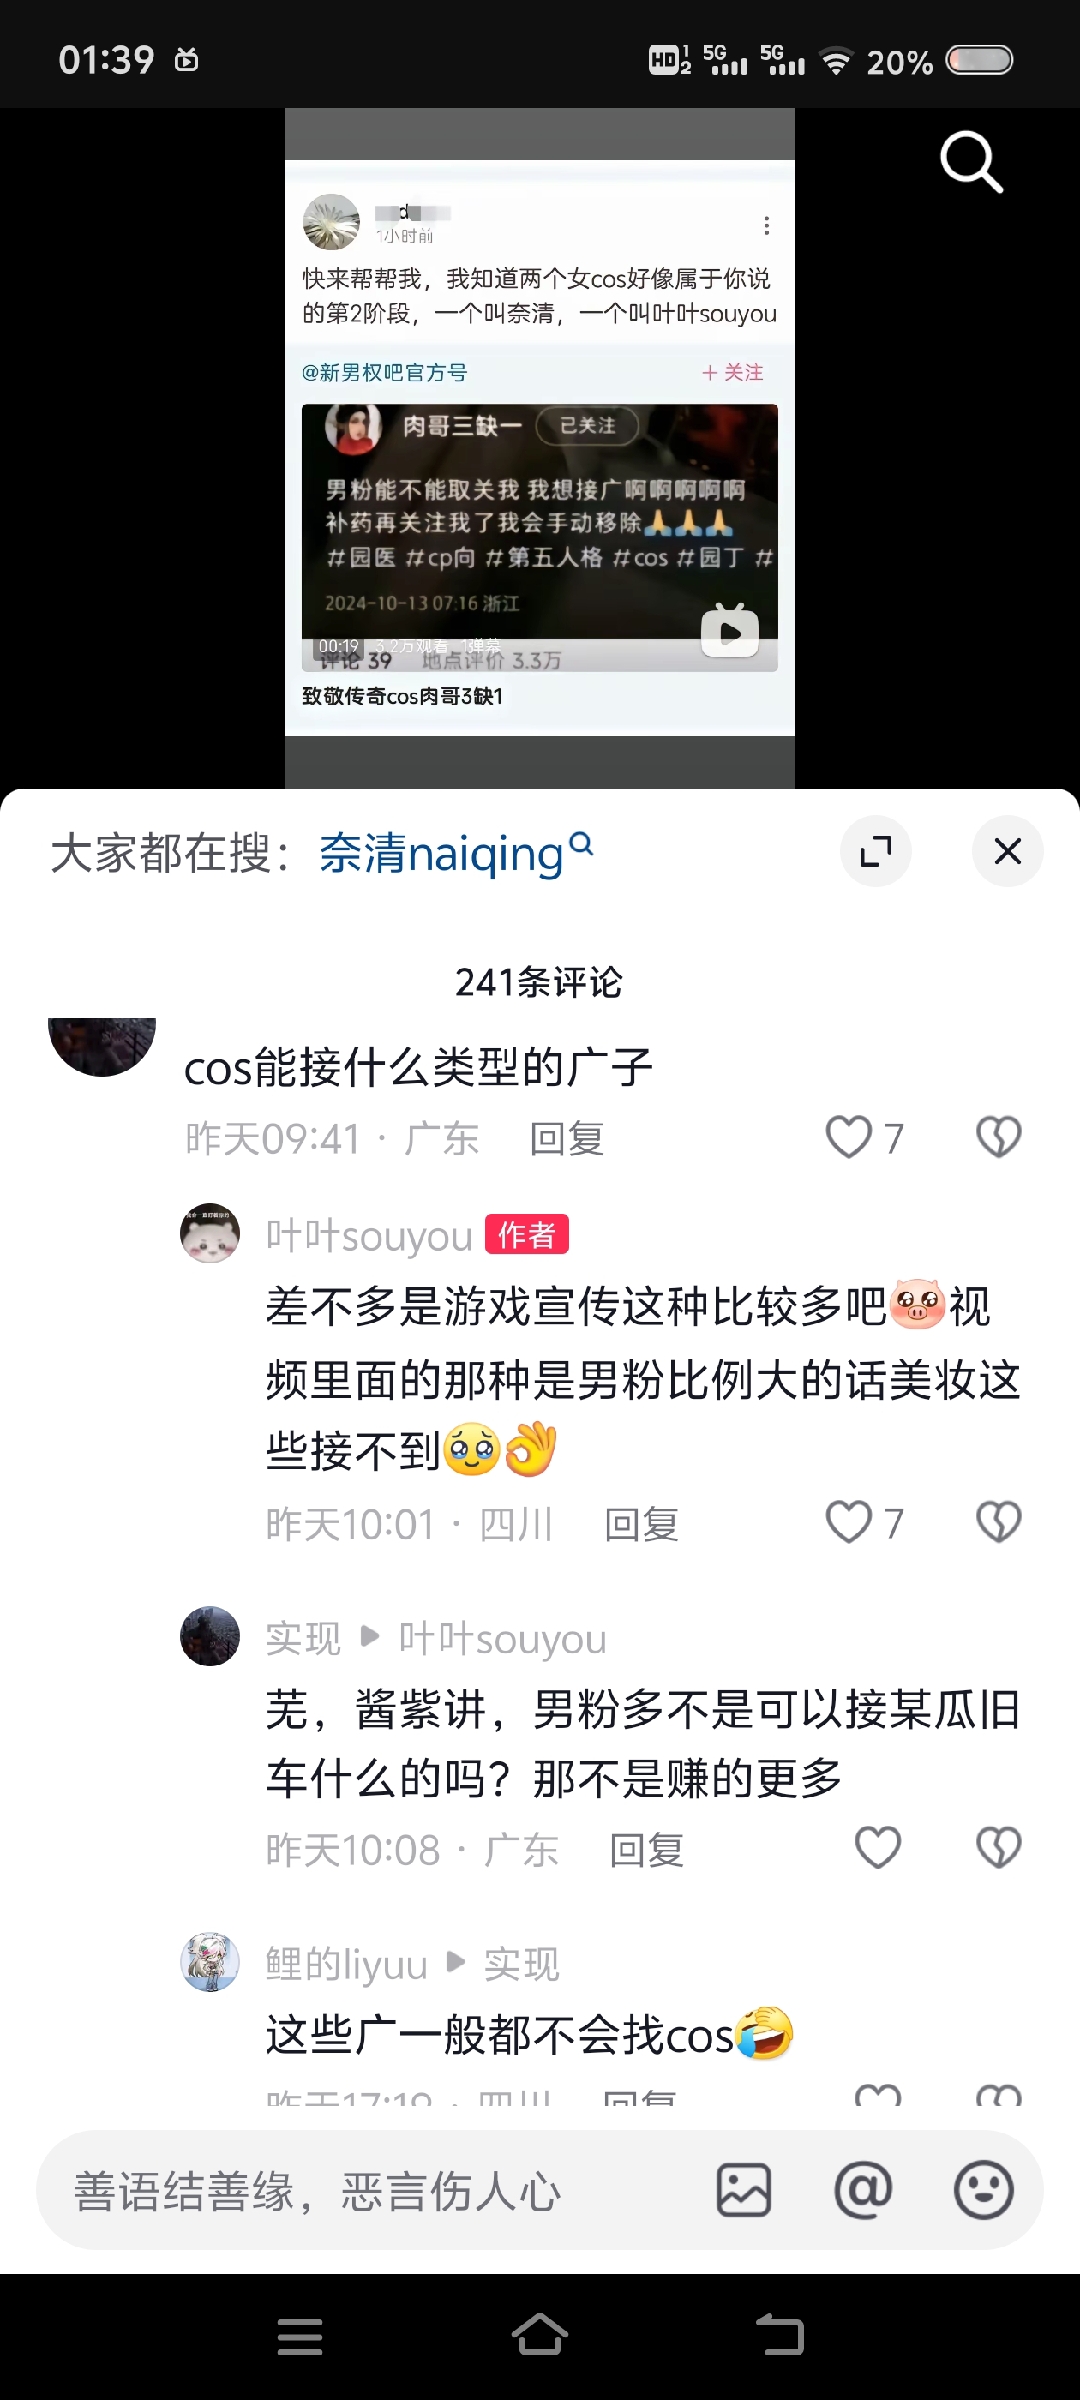 01:39
HD 1 2 5G 5G 20%
d
1小时前
快来帮帮我，我知道两个女cos好像属于你说
的第2阶段，一个叫奈清，一个叫叶叶souyou
@新男权吧官方号 + 关注
肉哥三缺一 已关注
男粉能不能取关我 我想接广啊啊啊啊啊
补药再关注我了我会手动移除🙏🙏🙏
#园医 #cp向 #第五人格 #cos #园丁 #
2024-10-13 07:16 浙江
00:19 3.2万观看 1弹幕
评论 39 地点评价 3.3万
致敬传奇cos肉哥3缺1
大家都在搜：奈清naiqing
241条评论
cos能接什么类型的广子
昨天09:41 · 广东 回复 7
叶叶souyou 作者
差不多是游戏宣传这种比较多吧🐷视
频里面的那种是男粉比例大的话美妆这
些接不到🥹👌
昨天10:01 · 四川 回复 7
实现 ▶ 叶叶souyou
芜，酱紫讲，男粉多不是可以接某瓜旧
车什么的吗？那不是赚的更多
昨天10:08 · 广东 回复
鲤的liyuu ▶ 实现
这些广一般都不会找cos🤣
昨天17:19 · 四川 回复
善语结善缘，恶言伤人心